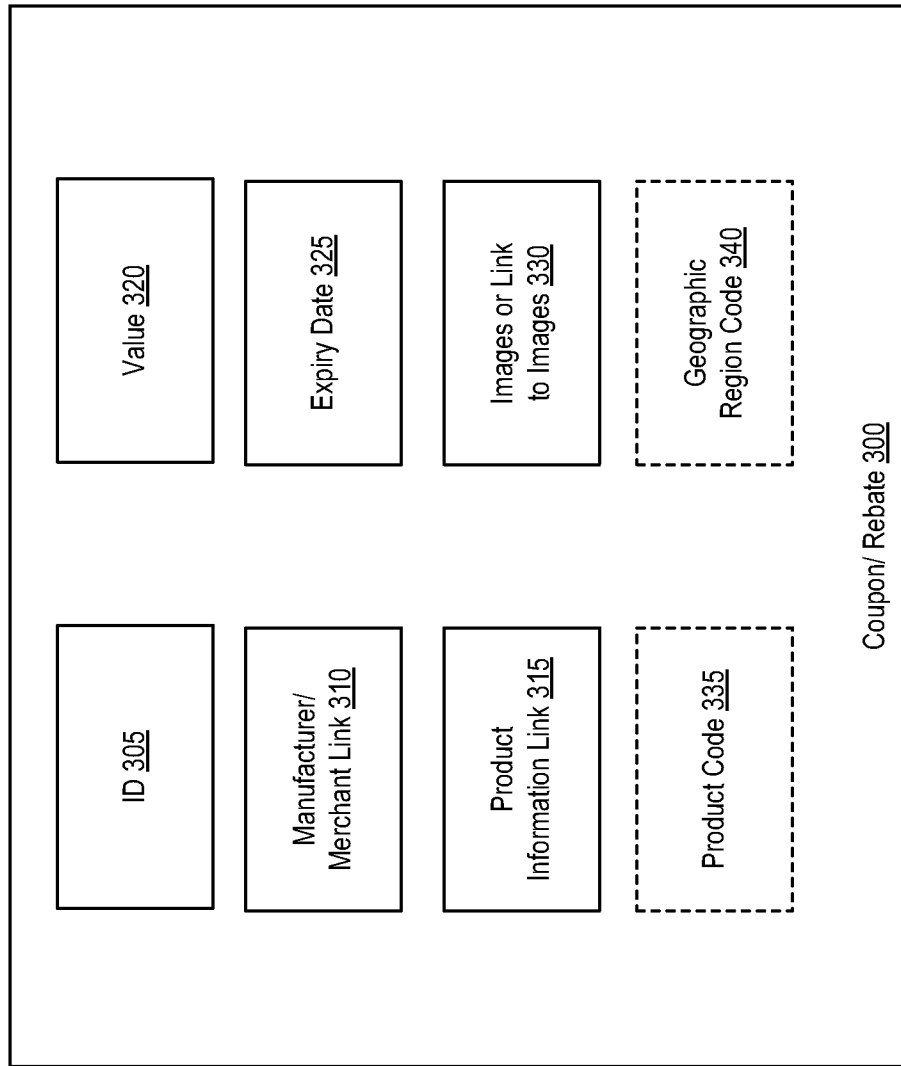 ID 305
Value 320
Manufacturer/
Merchant Link 310
Expiry Date 325
Product
Information Link 315
Images or Link
to Images 330
Product Code 335
Geographic
Region Code 340
Coupon/ Rebate 300